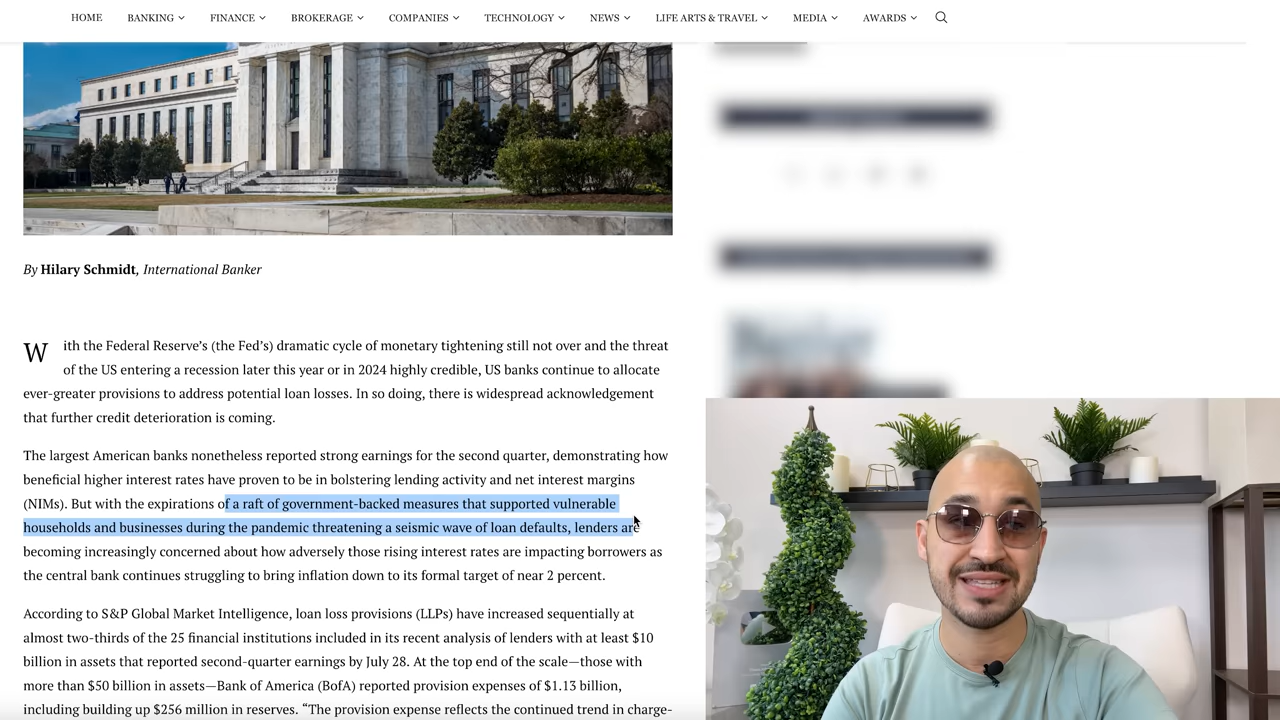 HOME BANKING FINANCE BROKERAGE COMPANIES TECHNOLOGY NEWS LIFE ARTS & TRAVEL MEDIA AWARDS
By Hilary Schmidt, International Banker
With the Federal Reserve’s (the Fed’s) dramatic cycle of monetary tightening still not over and the threat
of the US entering a recession later this year or in 2024 highly credible, US banks continue to allocate
ever-greater provisions to address potential loan losses. In so doing, there is widespread acknowledgement
that further credit deterioration is coming.
The largest American banks nonetheless reported strong earnings for the second quarter, demonstrating how
beneficial higher interest rates have proven to be in bolstering lending activity and net interest margins
(NIMs). But with the expirations of a raft of government-backed measures that supported vulnerable
households and businesses during the pandemic threatening a seismic wave of loan defaults, lenders are
becoming increasingly concerned about how adversely those rising interest rates are impacting borrowers as
the central bank continues struggling to bring inflation down to its formal target of near 2 percent.
According to S&P Global Market Intelligence, loan loss provisions (LLPs) have increased sequentially at
almost two-thirds of the 25 financial institutions included in its recent analysis of lenders with at least $10
billion in assets that reported second-quarter earnings by July 28. At the top end of the scale—those with
more than $50 billion in assets—Bank of America (BofA) reported provision expenses of $1.13 billion,
including building up $256 million in reserves. “The provision expense reflects the continued trend in charge-